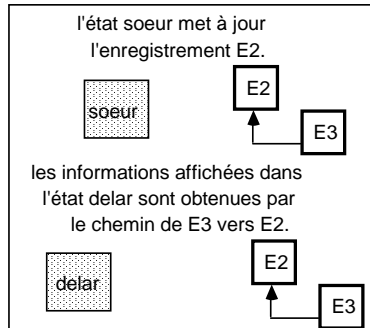 l'état soeur met à jour
l'enregistrement E2.
soeur
E2
E3
les informations affichées dans
l'état delar sont obtenues par
le chemin de E3 vers E2.
delar
E2
E3